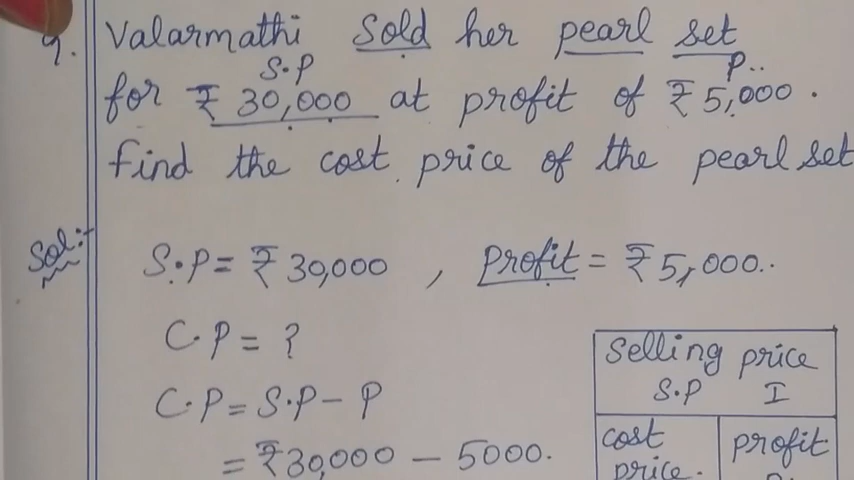 9. Valarmathi sold her pearl set
S.P P..
for ₹ 30,000 at profit of ₹ 5,000.
find the cost price of the pearl set
Sol:-
S.P = ₹ 30,000 , profit = ₹ 5,000..
C.P = ?
C.P = S.P - P
= ₹30,000 - 5000.
Selling price
S.P I
cost profit
price.